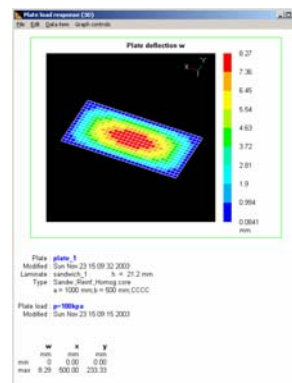 Plate load response (3D)
File Edit Data item Graph controls
Plate deflection w
X Y
8.27
7.36
6.45
5.54
4.63
3.72
2.81
1.9
0.994
0.0841
mm
Plate : plate_1
Modified : Sun Nov 23 15:09:32 2003
Laminate : sandwich_1 h = 21.2 mm
Type : Sandw.,Reinf.,Homog.core
a = 1000 mm;b = 500 mm;CCCC
Plate load : p=100kpa
Modified : Sun Nov 23 15:09:15 2003
w x y
mm mm mm
min 0 0.00 0.00
max 8.29 500.00 233.33